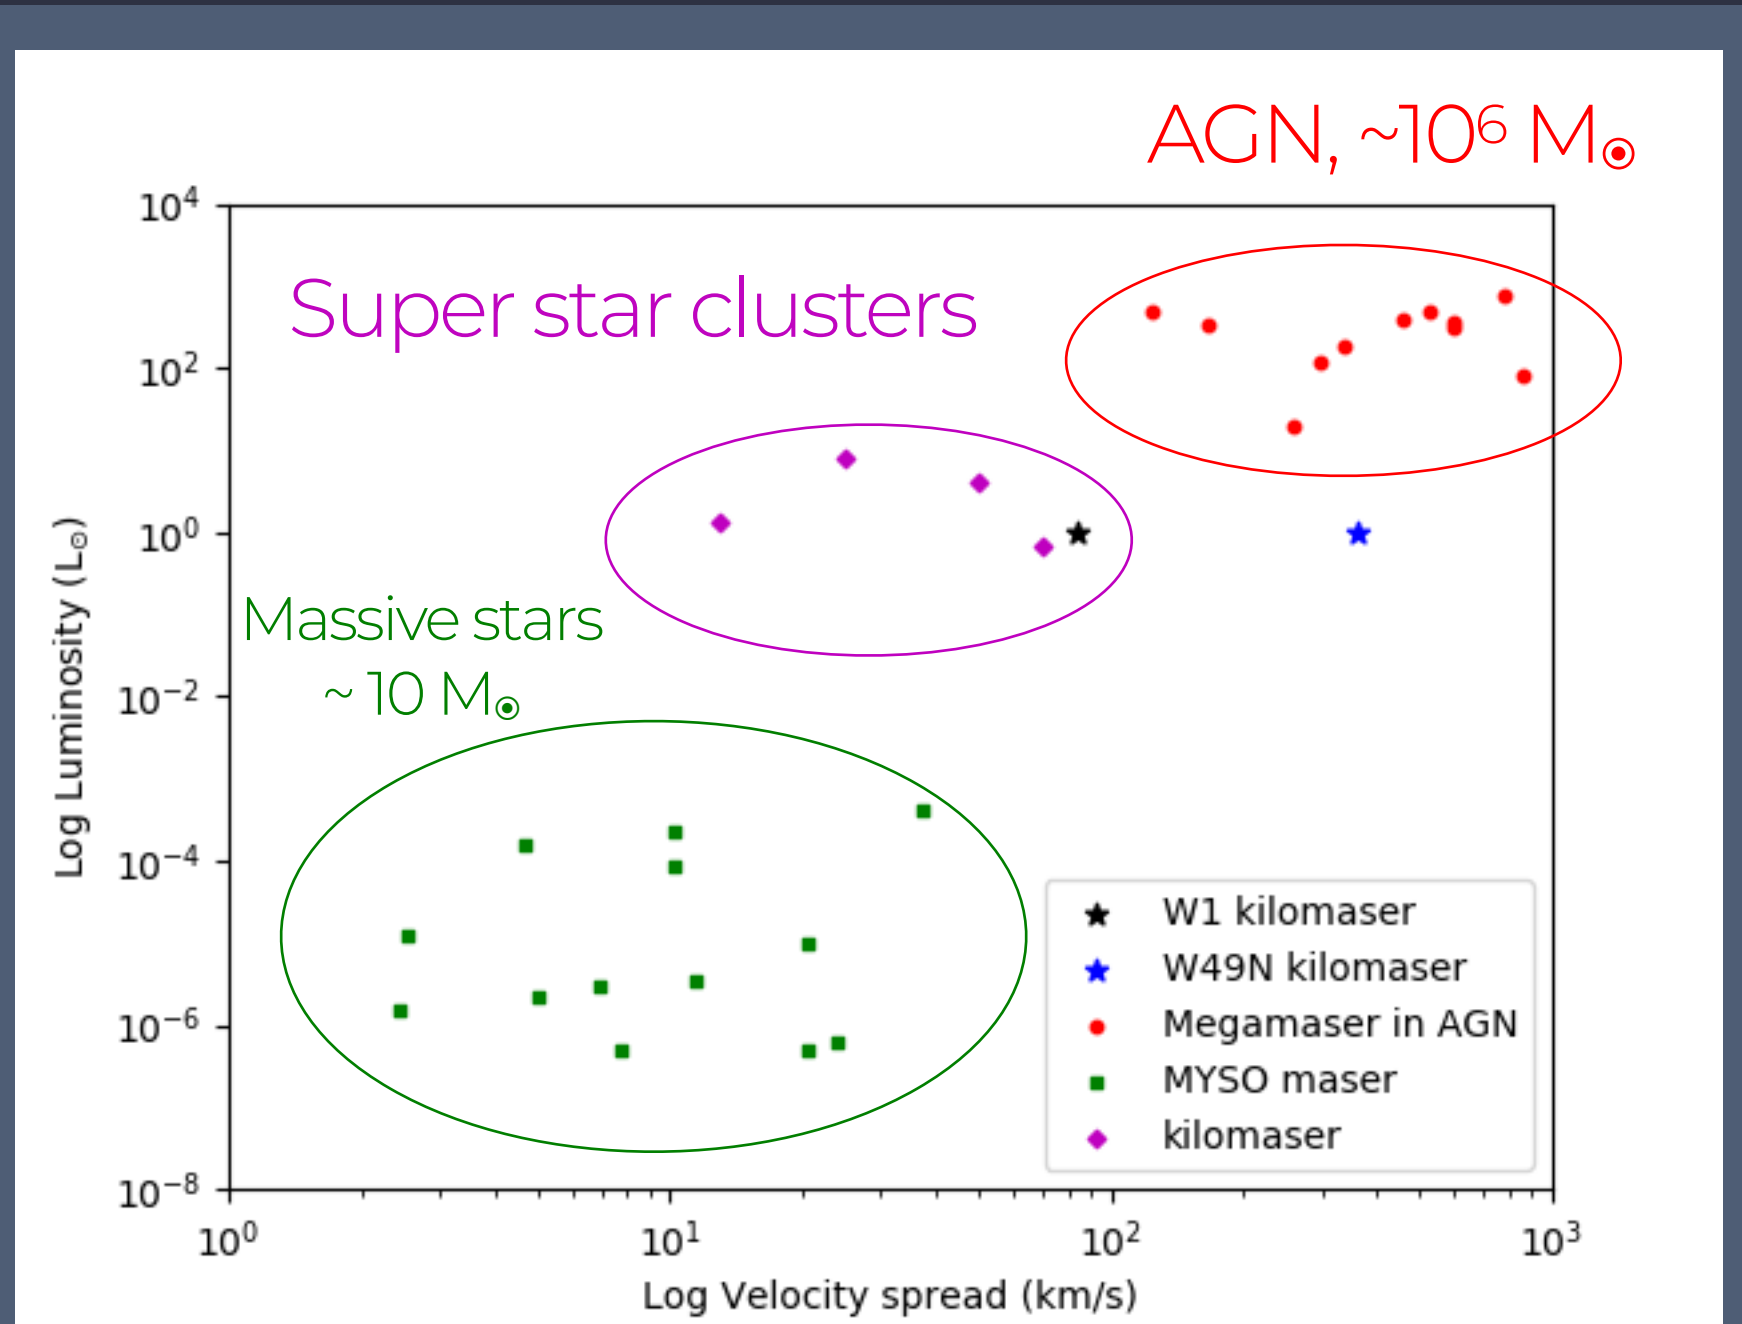 AGN, ~10⁶ M☉
Super star clusters
Massive stars
~ 10 M☉
10⁴
10²
10⁰
10⁻²
10⁻⁴
10⁻⁶
10⁻⁸
Log Luminosity (L☉)
W1 kilomaser
W49N kilomaser
Megamaser in AGN
MYSO maser
kilomaser
10⁰ 10¹ 10² 10³
Log Velocity spread (km/s)